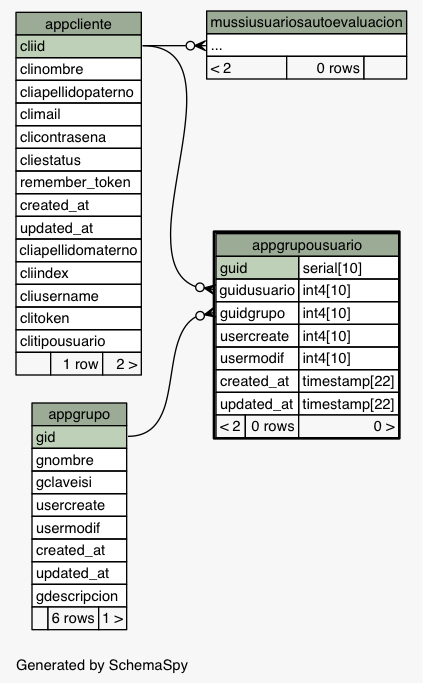 appcliente
cliid
clinombre
cliapellidopaterno
climail
clicontrasena
cliestatus
remember_token
created_at
updated_at
cliapellidomaterno
cliindex
cliusername
clitoken
clitipousuario
1 row 2 >
mussiusuariosautoevaluacion
...
< 2 0 rows
appgrupousuario
guid serial[10]
guidusuario int4[10]
guidgrupo int4[10]
usercreate int4[10]
usermodif int4[10]
created_at timestamp[22]
updated_at timestamp[22]
< 2 0 rows 0 >
appgrupo
gid
gnombre
gclaveisi
usercreate
usermodif
created_at
updated_at
gdescripcion
6 rows 1 >
Generated by SchemaSpy